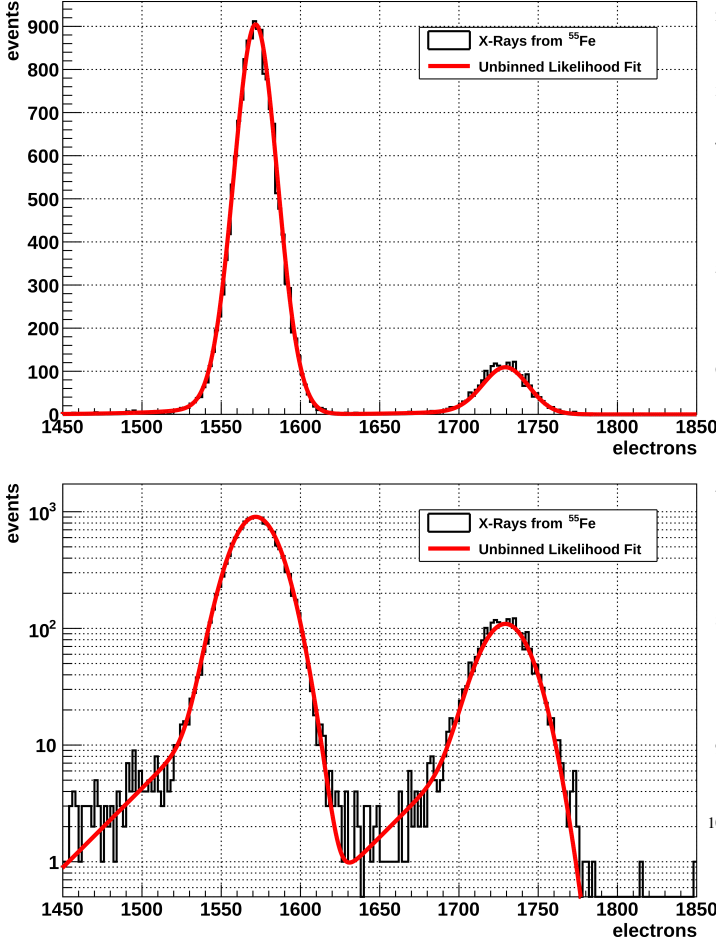 events
900
800
700
600
500
400
300
200
100
0
1450 1500 1550 1600 1650 1700 1750 1800 1850
electrons
X-Rays from ⁵⁵Fe
Unbinned Likelihood Fit
events
10³
10²
10
1
1450 1500 1550 1600 1650 1700 1750 1800 1850
electrons
X-Rays from ⁵⁵Fe
Unbinned Likelihood Fit